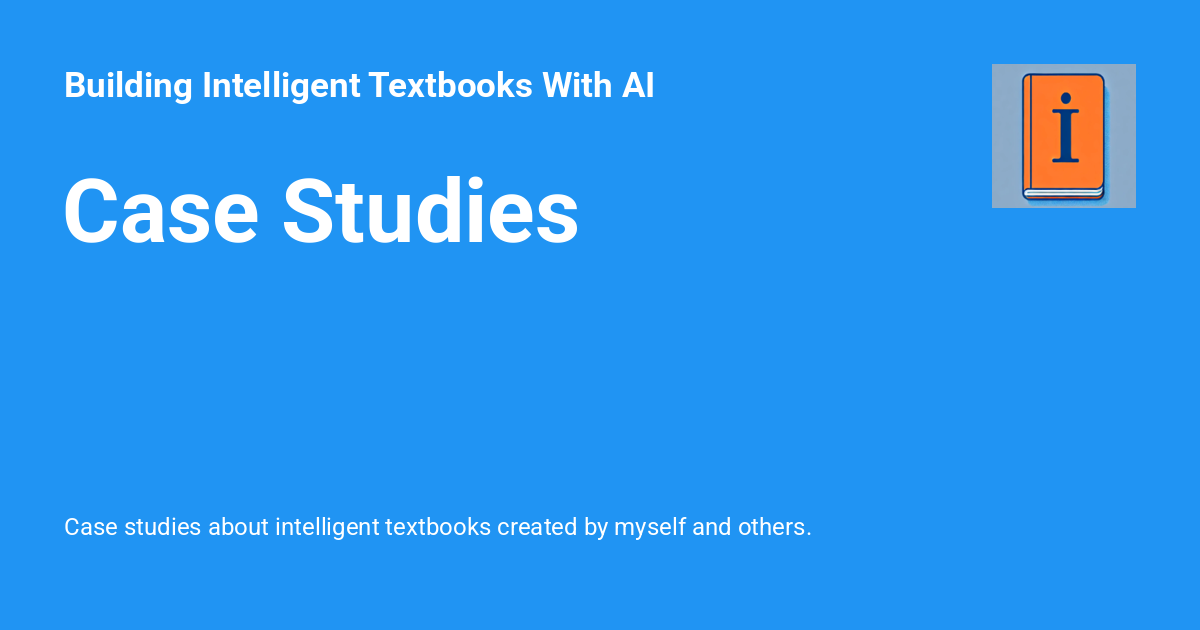 Building Intelligent Textbooks With AI
i
Case Studies
Case studies about intelligent textbooks created by myself and others.